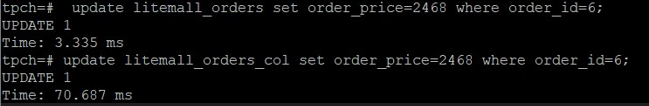 tpch=#  update litemall_orders set order_price=2468 where order_id=6;
UPDATE 1
Time: 3.335 ms
tpch=# update litemall_orders_col set order_price=2468 where order_id=6;
UPDATE 1
Time: 70.687 ms